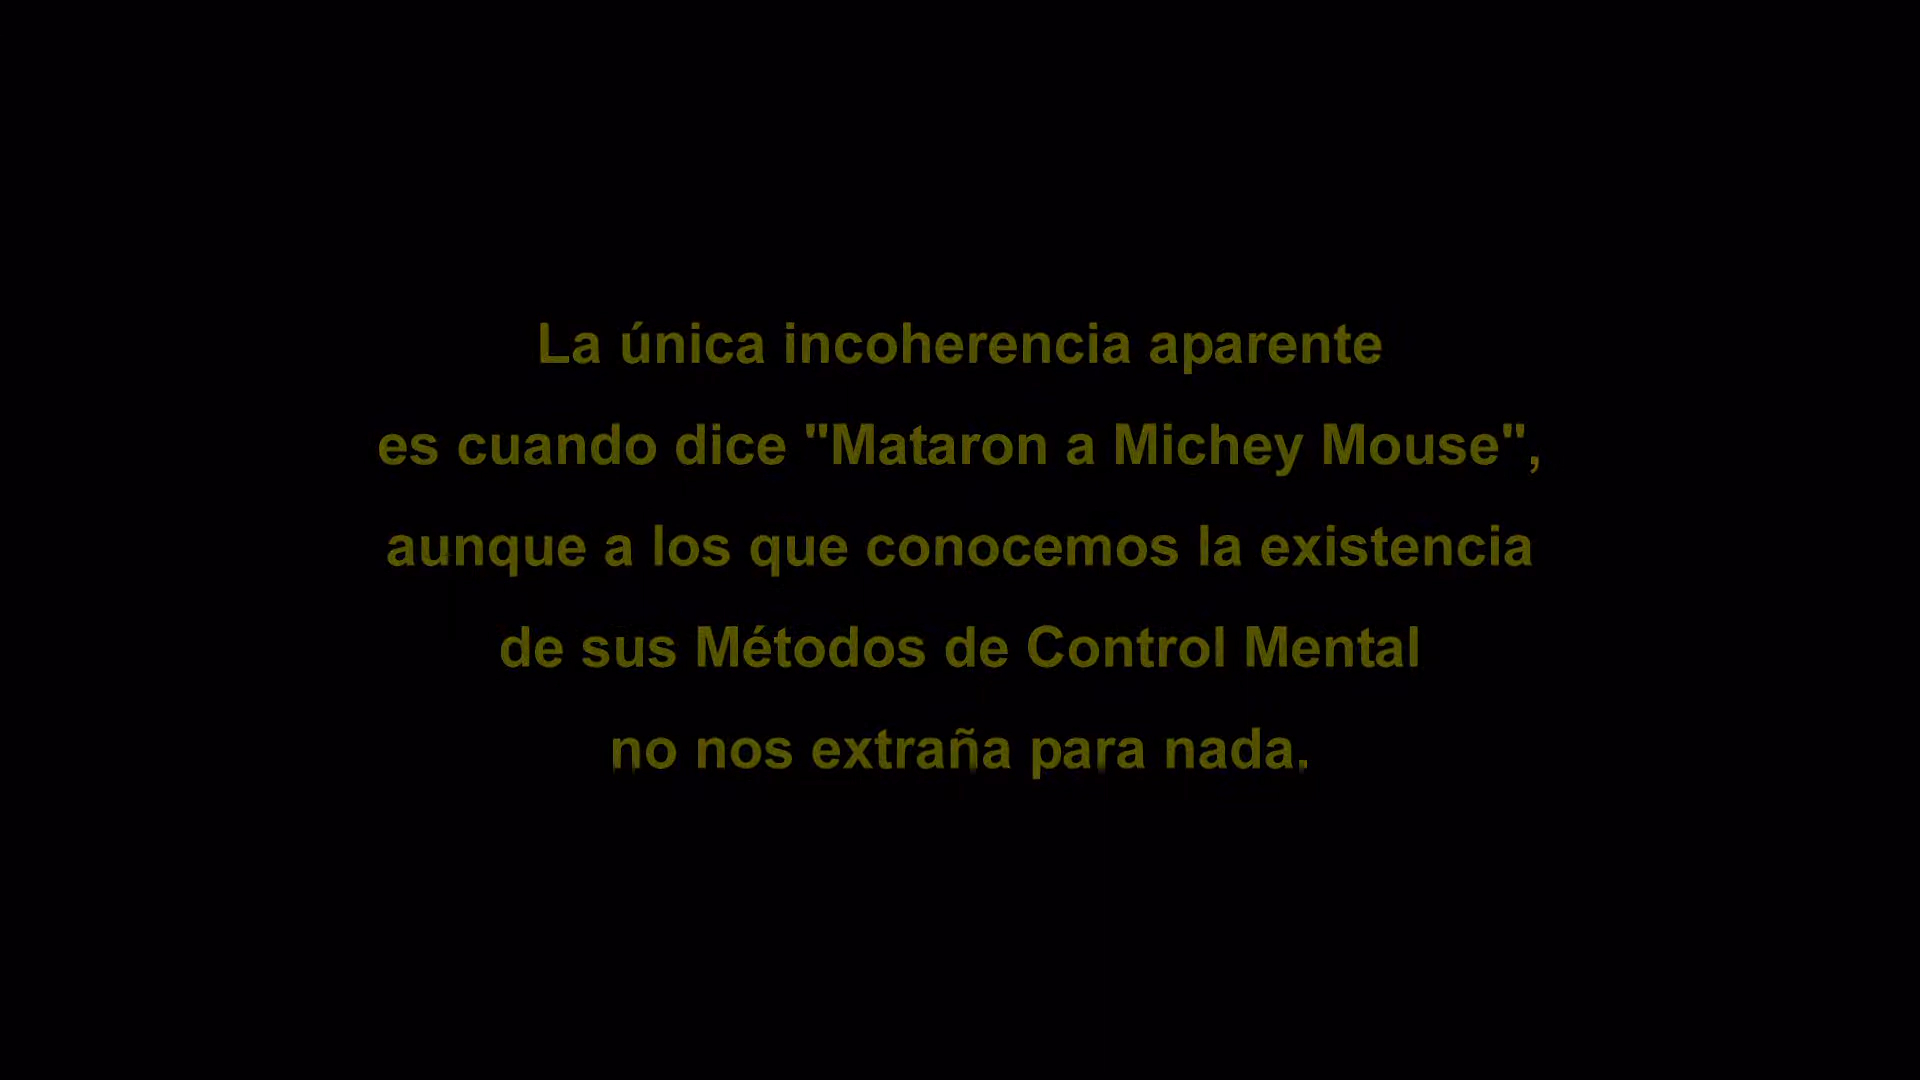 La única incoherencia aparente
es cuando dice "Mataron a Michey Mouse",
aunque a los que conocemos la existencia
de sus Métodos de Control Mental
no nos extraña para nada.